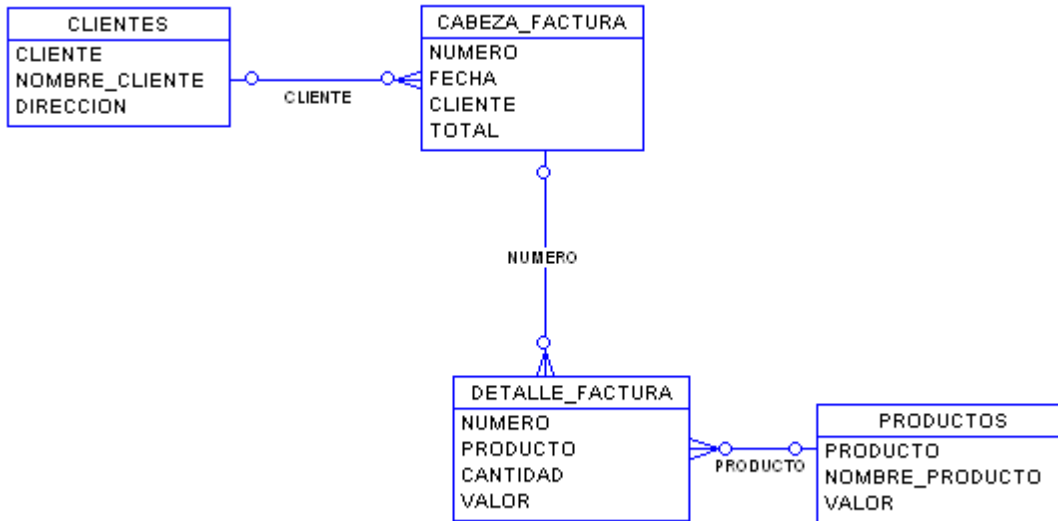 CLIENTES
CLIENTE
NOMBRE_CLIENTE
DIRECCION
CLIENTE
CABEZA_FACTURA
NUMERO
FECHA
CLIENTE
TOTAL
NUMERO
DETALLE_FACTURA
NUMERO
PRODUCTO
CANTIDAD
VALOR
PRODUCTO
PRODUCTOS
PRODUCTO
NOMBRE_PRODUCTO
VALOR